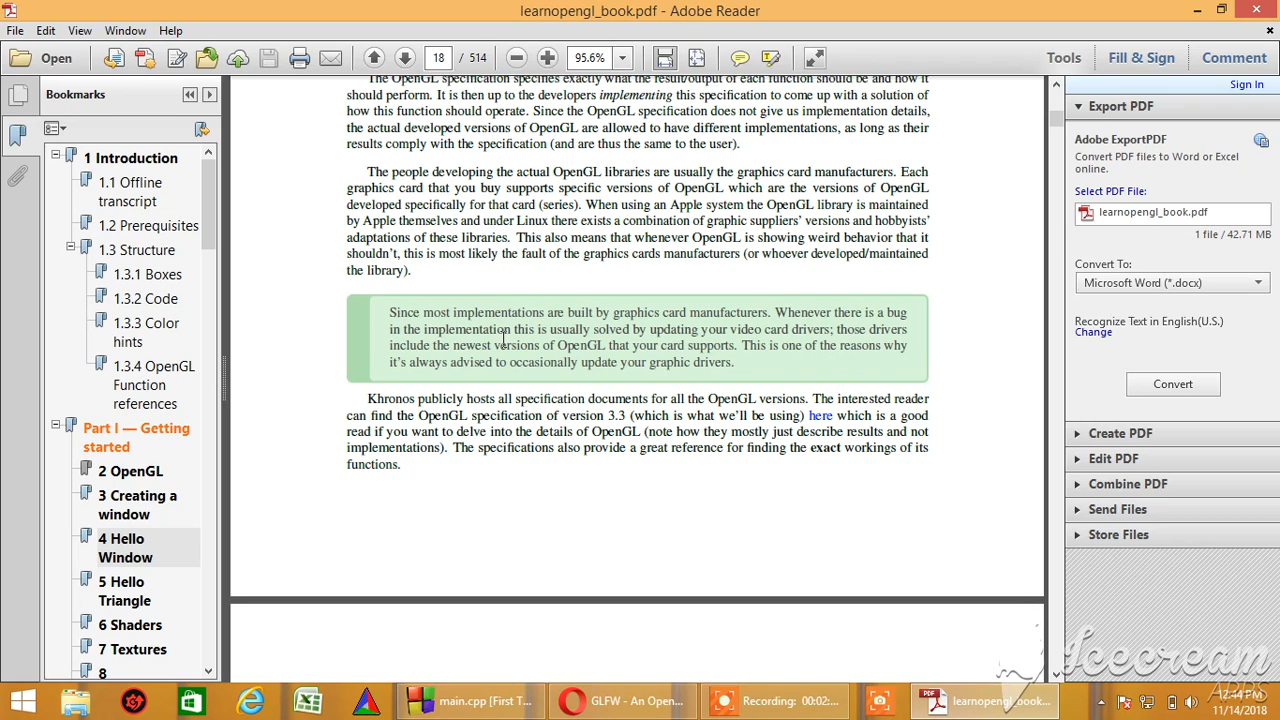 learnopengl_book.pdf - Adobe Reader
File Edit View Window Help
Open 18 / 514 95.6% Tools Fill & Sign Comment
Bookmarks
1 Introduction
1.1 Offline
transcript
1.2 Prerequisites
1.3 Structure
1.3.1 Boxes
1.3.2 Code
1.3.3 Color
hints
1.3.4 OpenGL
Function
references
Part I — Getting
started
2 OpenGL
3 Creating a
window
4 Hello
Window
5 Hello
Triangle
6 Shaders
7 Textures
8
The OpenGL specification specifies exactly what the result/output of each function should be and how it
should perform. It is then up to the developers implementing this specification to come up with a solution of
how this function should operate. Since the OpenGL specification does not give us implementation details,
the actual developed versions of OpenGL are allowed to have different implementations, as long as their
results comply with the specification (and are thus the same to the user).
The people developing the actual OpenGL libraries are usually the graphics card manufacturers. Each
graphics card that you buy supports specific versions of OpenGL which are the versions of OpenGL
developed specifically for that card (series). When using an Apple system the OpenGL library is maintained
by Apple themselves and under Linux there exists a combination of graphic suppliers' versions and hobbyists'
adaptations of these libraries. This also means that whenever OpenGL is showing weird behavior that it
shouldn't, this is most likely the fault of the graphics cards manufacturers (or whoever developed/maintained
the library).
Since most implementations are built by graphics card manufacturers. Whenever there is a bug
in the implementation this is usually solved by updating your video card drivers; those drivers
include the newest versions of OpenGL that your card supports. This is one of the reasons why
it's always advised to occasionally update your graphic drivers.
Khronos publicly hosts all specification documents for all the OpenGL versions. The interested reader
can find the OpenGL specification of version 3.3 (which is what we'll be using) here which is a good
read if you want to delve into the details of OpenGL (note how they mostly just describe results and not
implementations). The specifications also provide a great reference for finding the exact workings of its
functions.
Sign In
Export PDF
Adobe ExportPDF
Convert PDF files to Word or Excel
online.
Select PDF File:
learnopengl_book.pdf
1 file / 42.71 MB
Convert To:
Microsoft Word (*.docx)
Recognize Text in English(U.S.)
Change
Convert
Create PDF
Edit PDF
Combine PDF
Send Files
Store Files
Icecream
APPS
main.cpp [First T... GLFW - An Open... Recording: 00:02:... learnopengl_book... 12:44 PM
11/14/2018